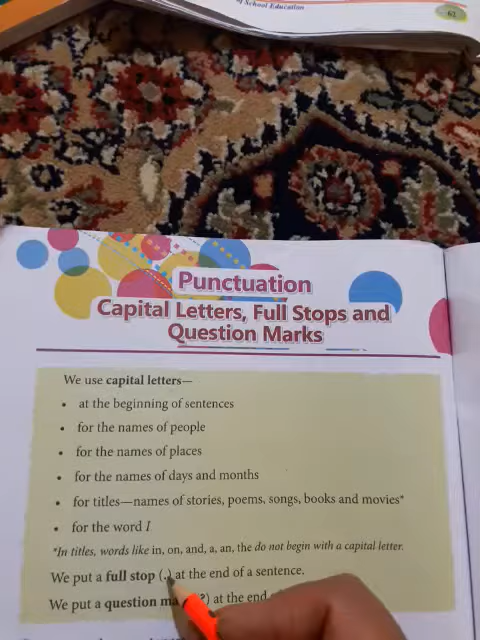 of School Education
61
Punctuation
Capital Letters, Full Stops and
Question Marks
We use capital letters—
• at the beginning of sentences
• for the names of people
• for the names of places
• for the names of days and months
• for titles—names of stories, poems, songs, books and movies*
• for the word I
*In titles, words like in, on, and, a, an, the do not begin with a capital letter.
We put a full stop (.) at the end of a sentence.
We put a question ma ?) at the end